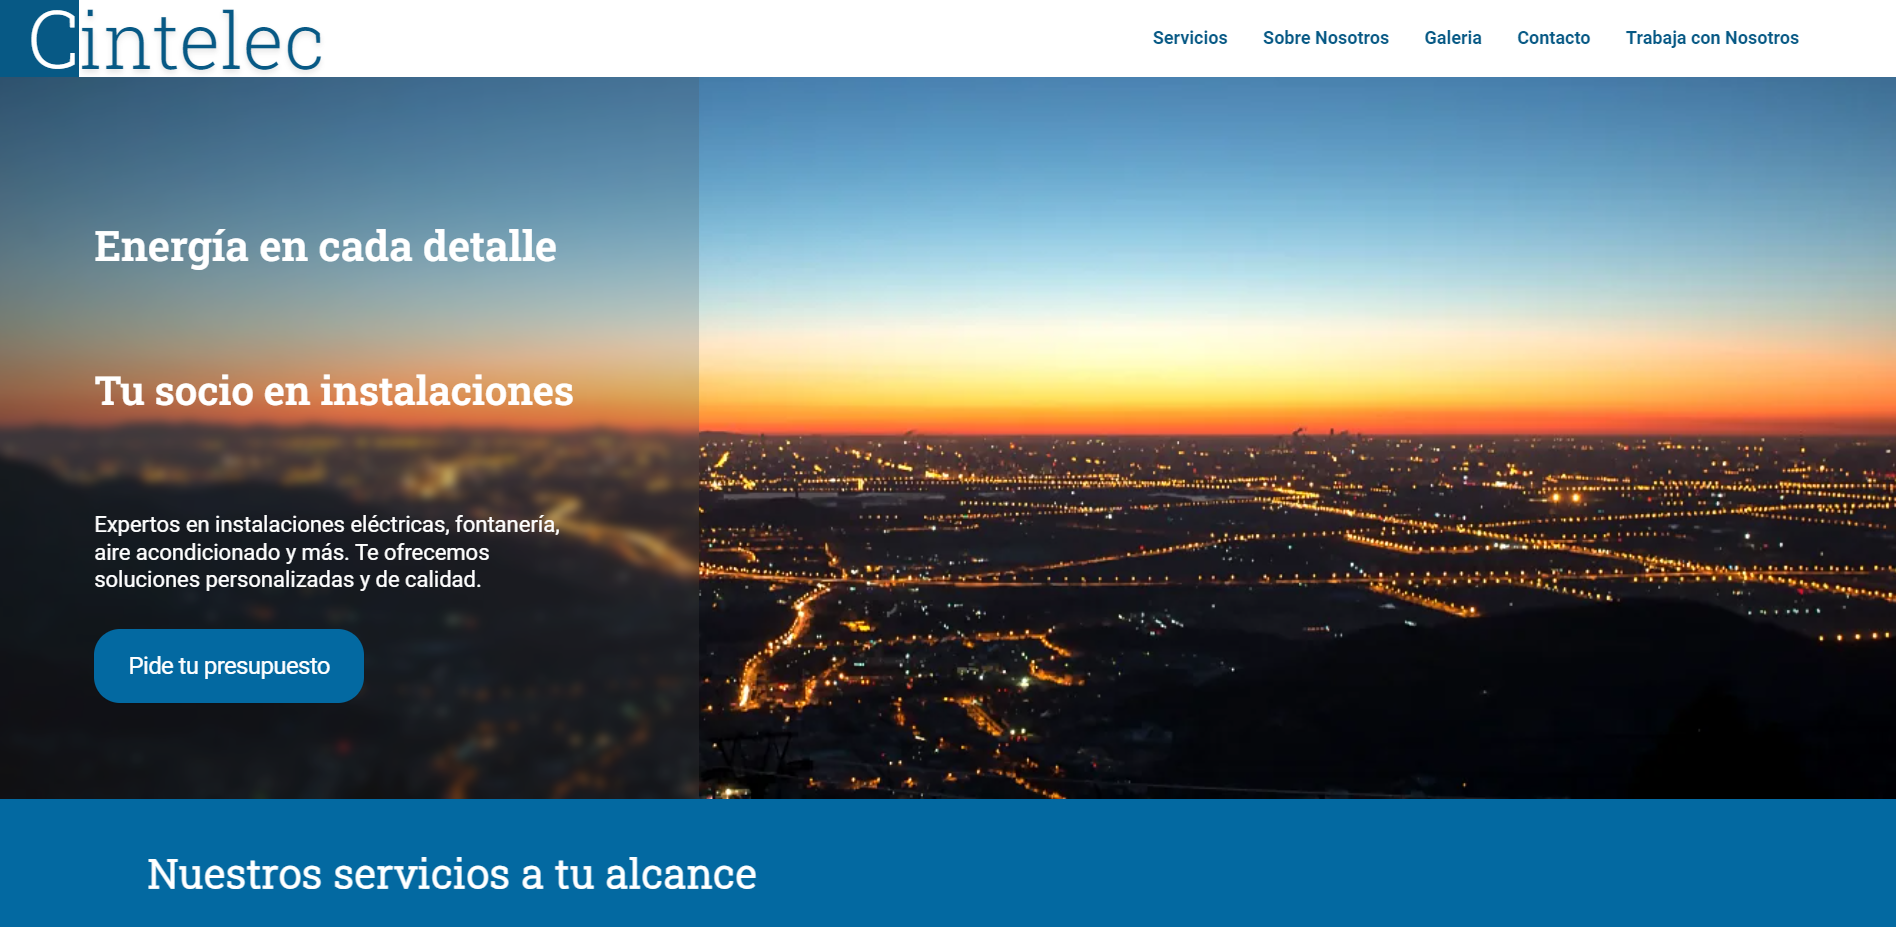 Cintelec
Servicios
Sobre Nosotros
Galeria
Contacto
Trabaja con Nosotros
Energía en cada detalle
Tu socio en instalaciones
Expertos en instalaciones eléctricas, fontanería,
aire acondicionado y más. Te ofrecemos
soluciones personalizadas y de calidad.
Pide tu presupuesto
Nuestros servicios a tu alcance